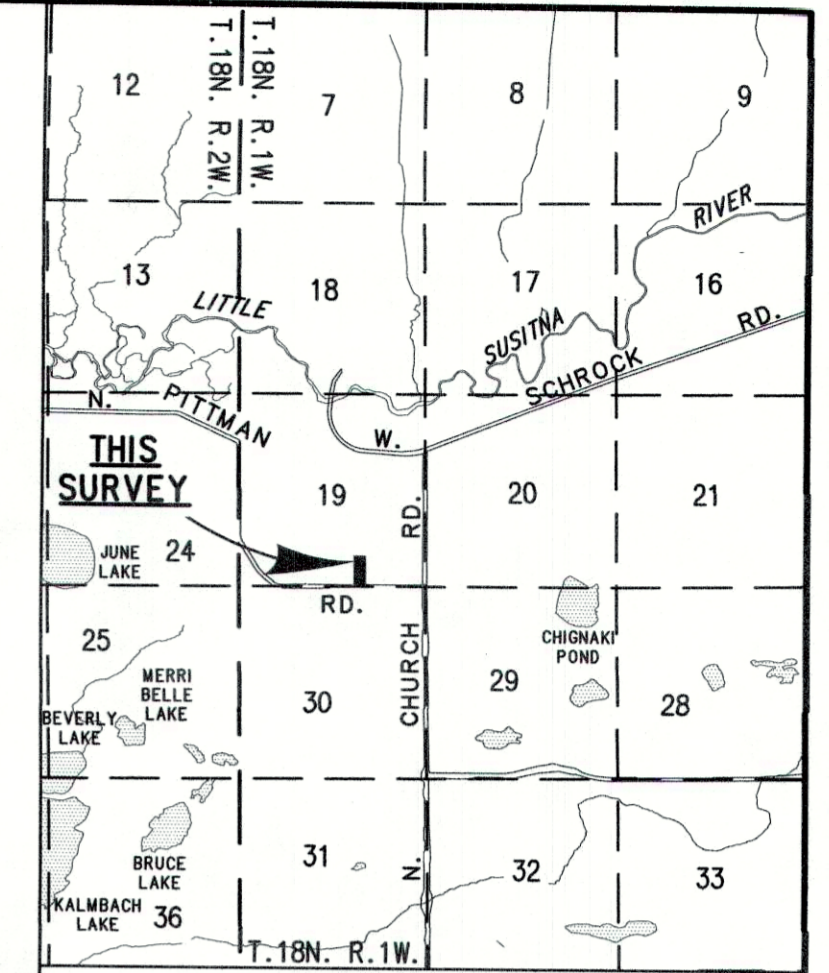 T.18N. R.2W.
T.18N. R.1W.
12
7
8
9
RIVER
13
18
17
16
LITTLE
SUSITNA
RD.
SCHROCK
N.
PITTMAN
W.
THIS
SURVEY
19
20
21
RD.
JUNE
LAKE
24
RD.
CHIGNAKI
POND
25
MERRI
BELLE
LAKE
30
CHURCH
29
28
BEVERLY
LAKE
BRUCE
LAKE
31
N.
32
33
KALMBACH
LAKE
36
T.18N. R.1W.